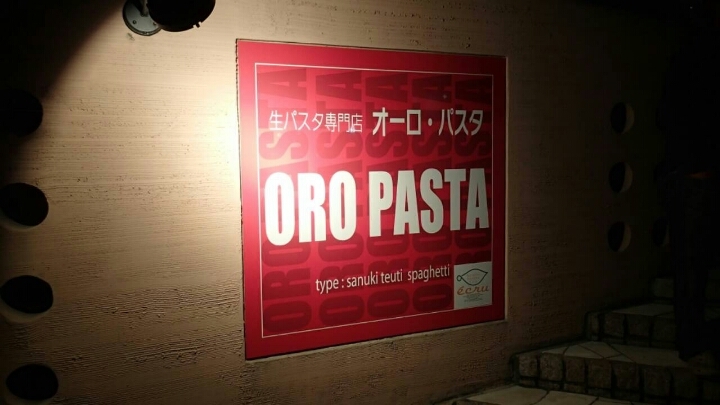 生パスタ専門店 オーロ・パスタ
ORO PASTA
type : sanuki teuti spaghetti
écru